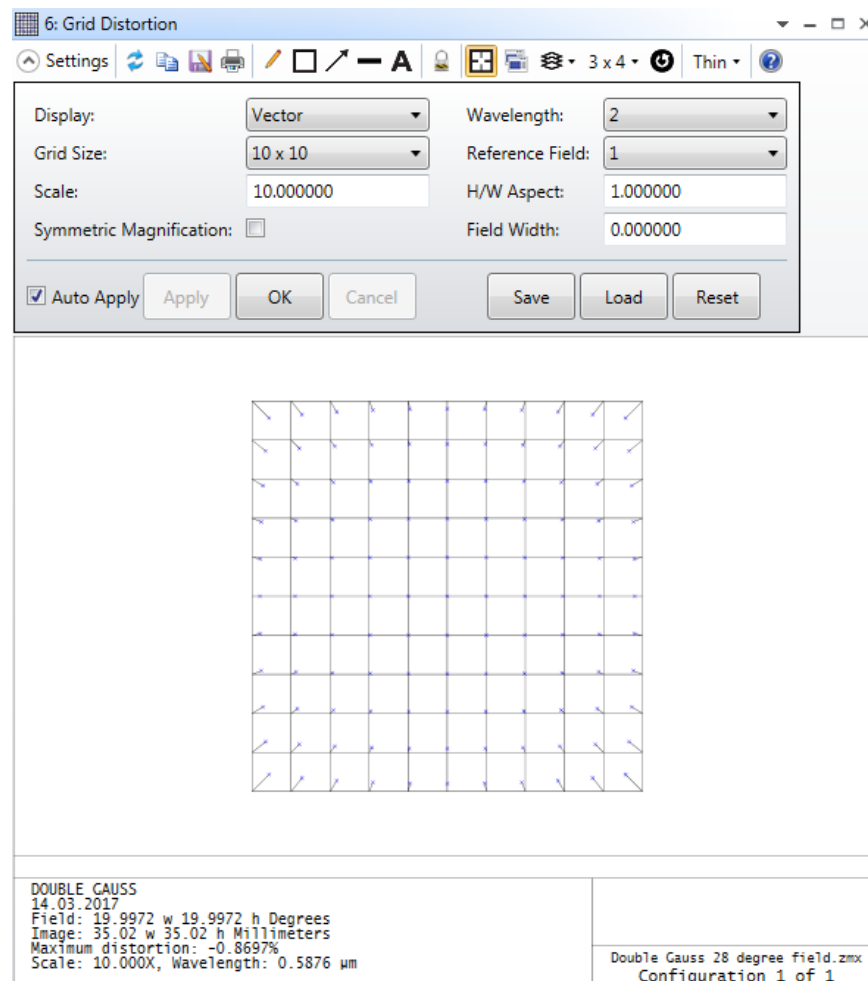 6: Grid Distortion
Settings A 3 x 4 Thin
Display: Vector Wavelength: 2
Grid Size: 10 x 10 Reference Field: 1
Scale: 10.000000 H/W Aspect: 1.000000
Symmetric Magnification: Field Width: 0.000000
Auto Apply Apply OK Cancel Save Load Reset
DOUBLE GAUSS
14.03.2017
Field: 19.9972 w 19.9972 h Degrees
Image: 35.02 w 35.02 h Millimeters
Maximum distortion: -0.8697%
Scale: 10.000X, Wavelength: 0.5876 µm
Double Gauss 28 degree field.zmx
Configuration 1 of 1